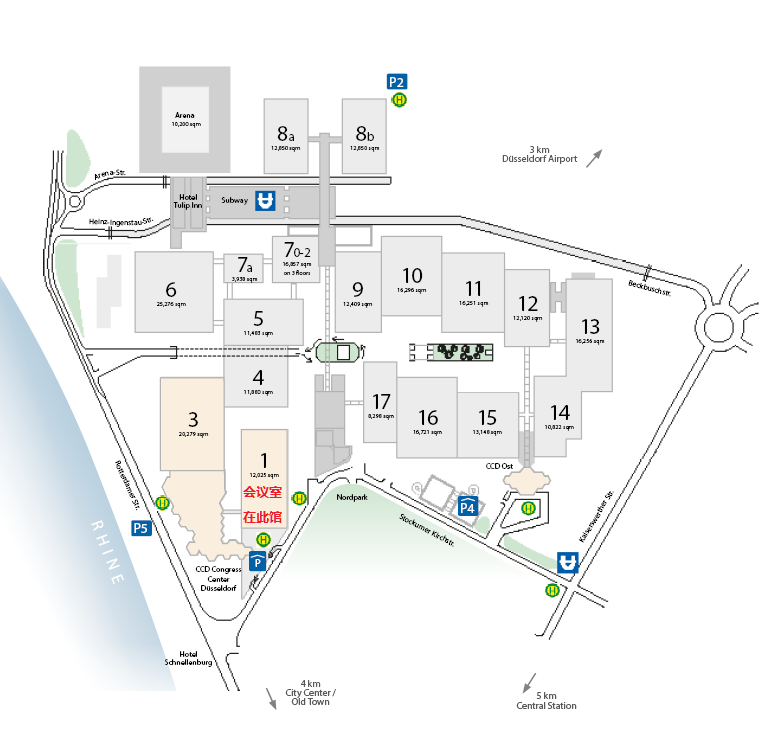 P2
H
Arena
10,200 sqm
8a
12,850 sqm
8b
12,850 sqm
3 km
Düsseldorf Airport
Arena-Str.
Hotel
Tulip Inn
Subway
U
Heinz-Ingenstau-Str.
6
25,276 sqm
7a
3,938 sqm
70-2
16,857 sqm
on 3 floors
9
12,409 sqm
10
16,296 sqm
11
16,251 sqm
12
12,120 sqm
13
16,256 sqm
Beckbuschstr.
5
11,403 sqm
4
11,880 sqm
3
20,279 sqm
17
8,298 sqm
16
16,721 sqm
15
13,148 sqm
14
10,822 sqm
1
12,025 sqm
会议室
在此馆
CCD Ost
H
H
Nordpark
P4
H
Rotterdamer Str.
P5
Stockumer Kirchstr.
Kaiserswerther Str.
RHINE
H
P
U
CCD Congress
Center
Düsseldorf
H
Hotel
Schnellenburg
4 km
City Center /
Old Town
5 km
Central Station